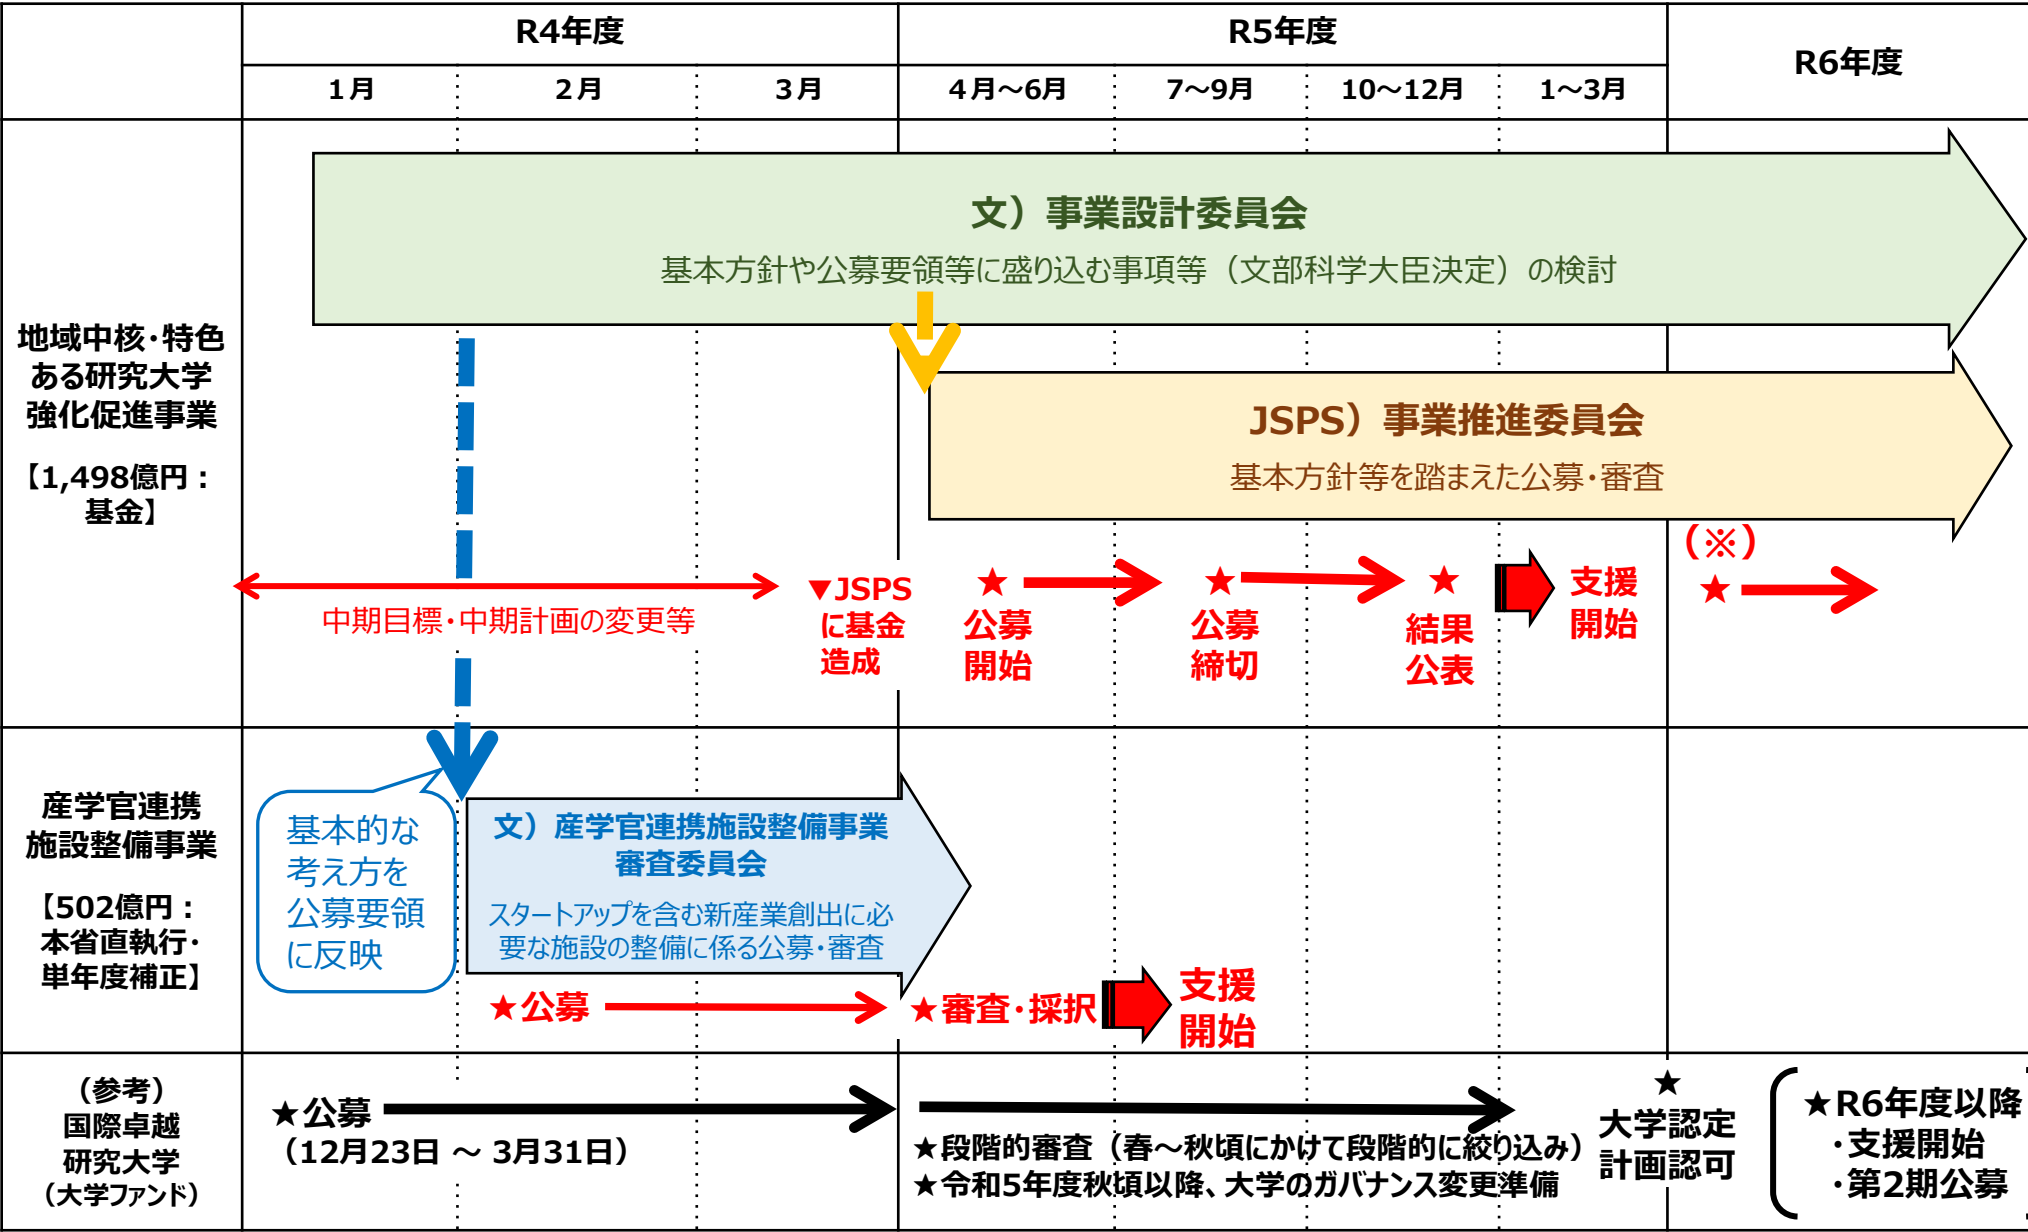 R4年度
R5年度
R6年度
1月
2月
3月
4月～6月
7～9月
10～12月
1～3月
地域中核・特色
ある研究大学
強化促進事業
【1,498億円：
基金】
文）事業設計委員会
基本方針や公募要領等に盛り込む事項等（文部科学大臣決定）の検討
JSPS）事業推進委員会
基本方針等を踏まえた公募・審査
中期目標・中期計画の変更等
▼JSPS
に基金
造成
★
公募
開始
★
公募
締切
★
結果
公表
支援
開始
（※）
★
産学官連携
施設整備事業
【502億円：
本省直執行・
単年度補正】
基本的な
考え方を
公募要領
に反映
文）産学官連携施設整備事業
審査委員会
スタートアップを含む新産業創出に必
要な施設の整備に係る公募・審査
★公募
★審査・採択
支援
開始
（参考）
国際卓越
研究大学
（大学ファンド）
★公募
（12月23日 ～ 3月31日）
★段階的審査（春～秋頃にかけて段階的に絞り込み）
★令和5年度秋頃以降、大学のガバナンス変更準備
★
大学認定
計画認可
★R6年度以降
・支援開始
・第2期公募